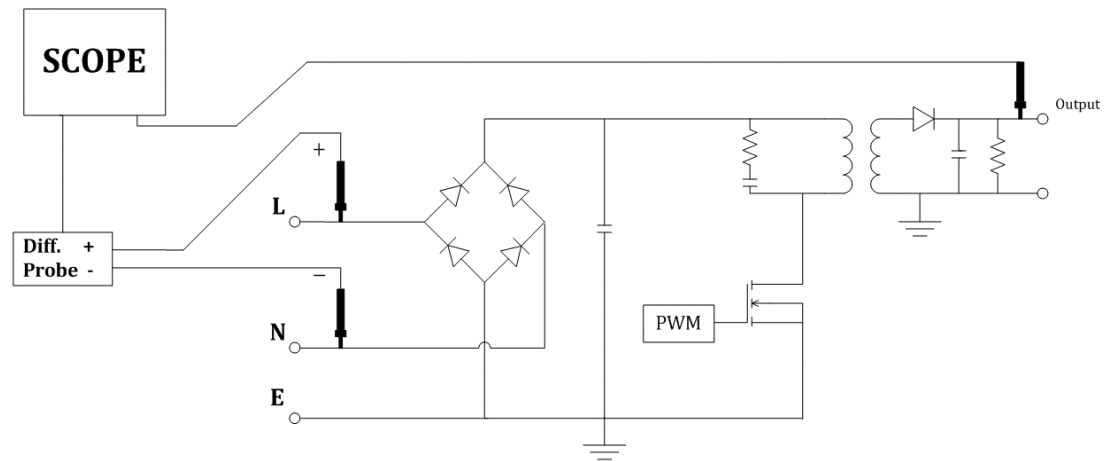 SCOPE
Output
+
L
Diff. +
Probe -
−
N
PWM
E